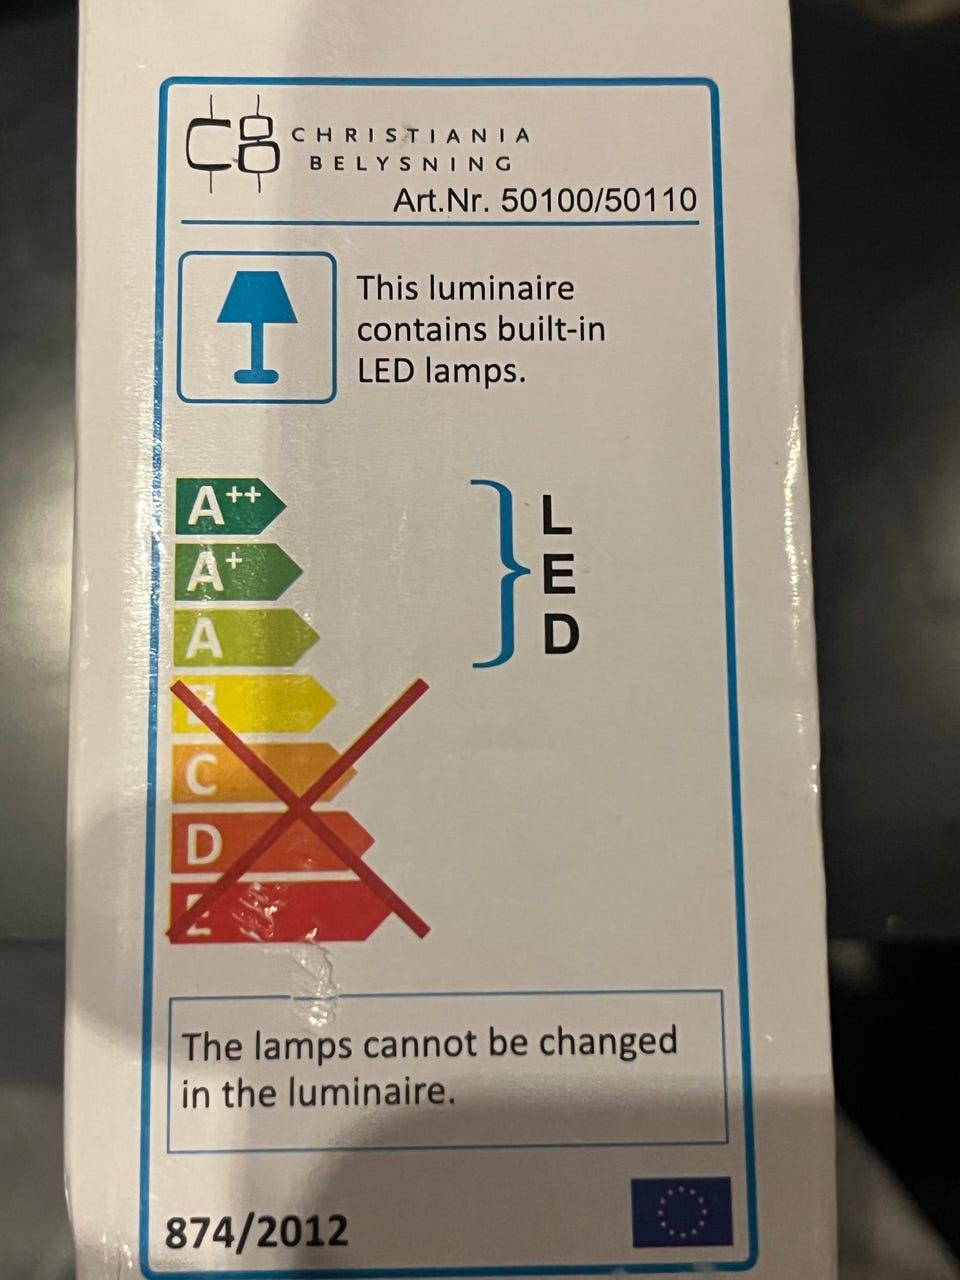 CB CHRISTIANIA
BELYSNING
Art.Nr. 50100/50110
This luminaire
contains built-in
LED lamps.
A++
A+
A
B
C
D
E
L
E
D
The lamps cannot be changed
in the luminaire.
874/2012